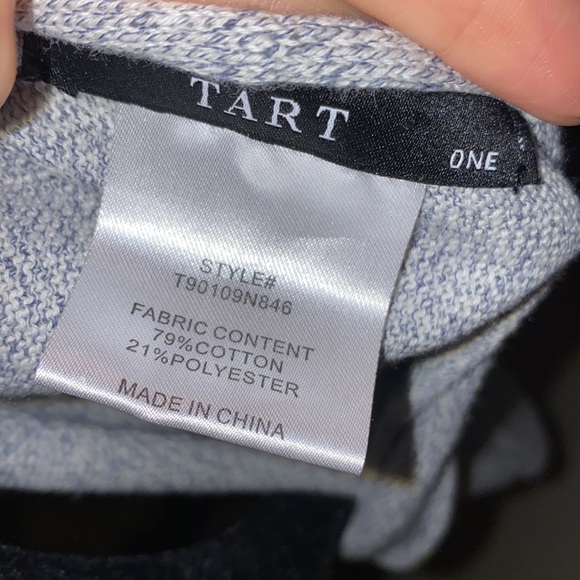 TART
ONE
STYLE#
T90109N846
FABRIC CONTENT
79%COTTON
21%POLYESTER
MADE IN CHINA